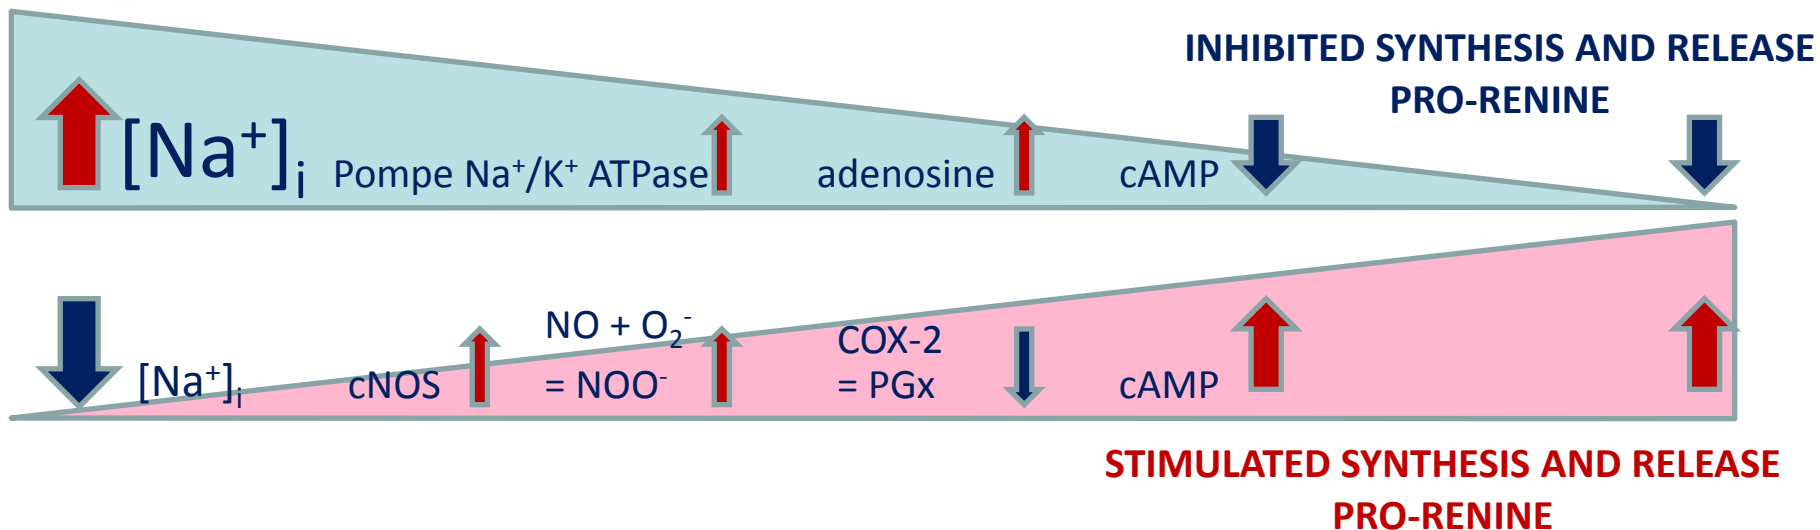 INHIBITED SYNTHESIS AND RELEASE
PRO-RENINE
[Na⁺]ᵢ Pompe Na⁺/K⁺ ATPase adenosine cAMP
NO + O₂⁻ COX-2
[Na⁺]ᵢ cNOS = NOO⁻ = PGx cAMP
STIMULATED SYNTHESIS AND RELEASE
PRO-RENINE